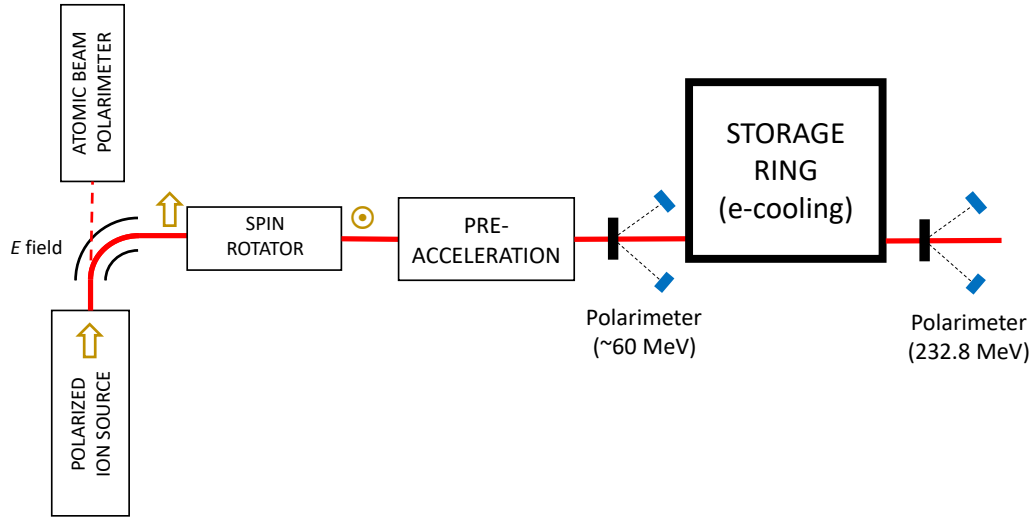 ATOMIC BEAM
POLARIMETER
E field
POLARIZED
ION SOURCE
SPIN
ROTATOR
PRE-
ACCELERATION
Polarimeter
(~60 MeV)
STORAGE
RING
(e-cooling)
Polarimeter
(232.8 MeV)